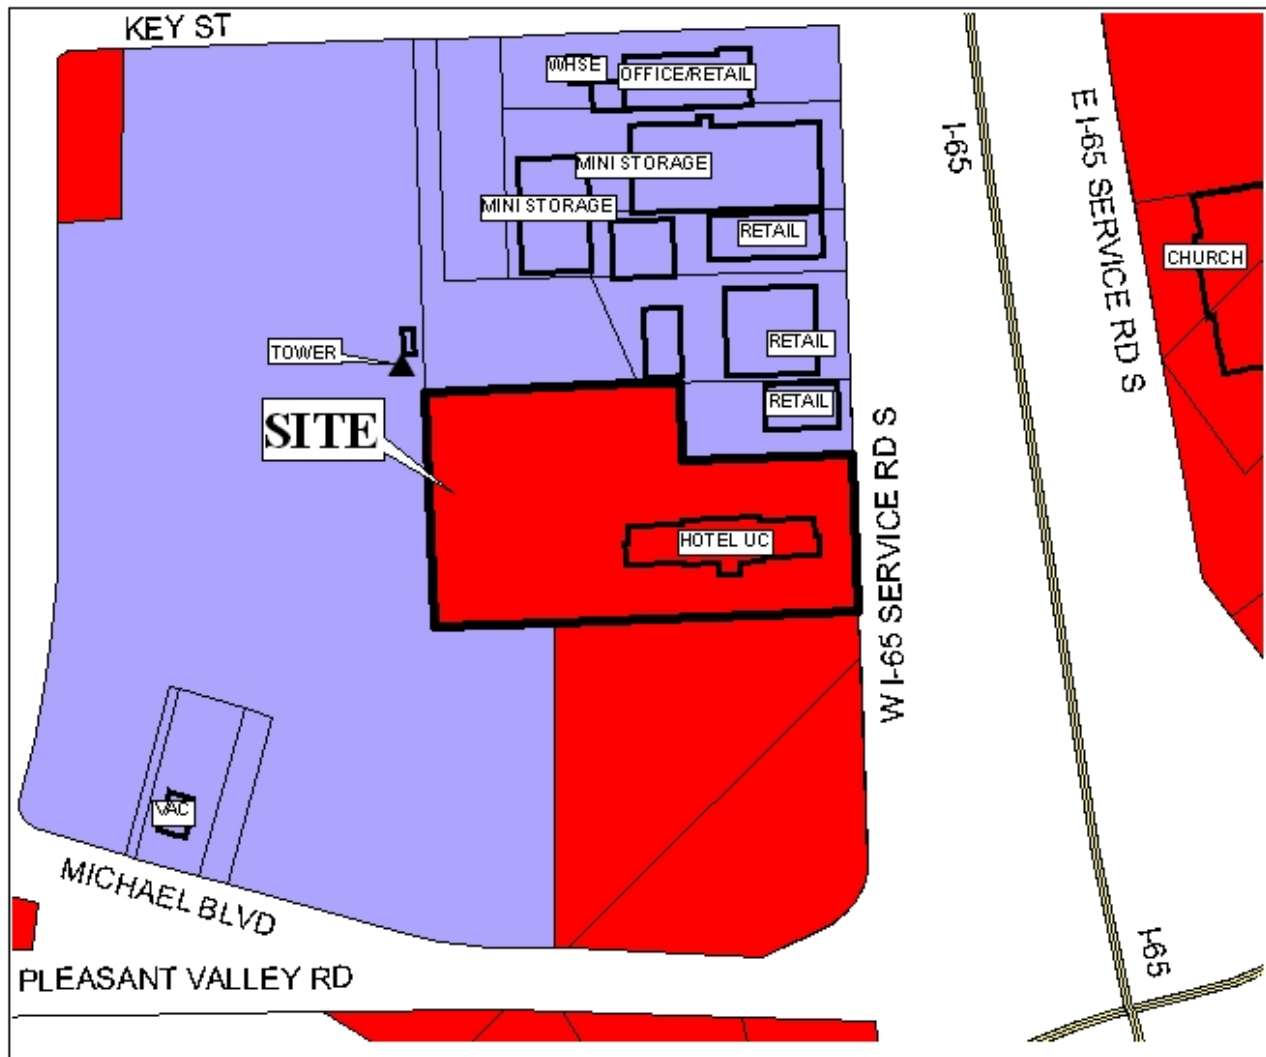 KEY ST
WHSE
OFFICE/RETAIL
I-65
E I-65 SERVICE RD S
MINI STORAGE
MINI STORAGE
RETAIL
CHURCH
TOWER
RETAIL
RETAIL
SITE
W I-65 SERVICE RD S
HOTEL UC
VAC
MICHAEL BLVD
I-65
PLEASANT VALLEY RD